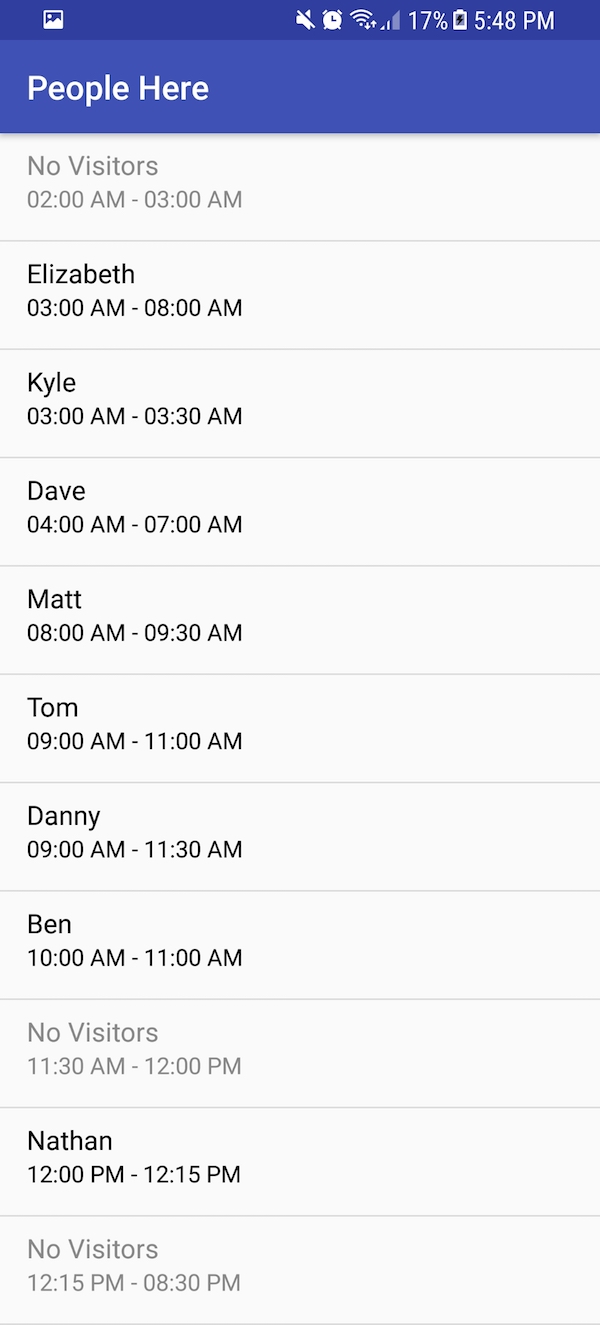 17% 5:48 PM
People Here
No Visitors
02:00 AM - 03:00 AM
Elizabeth
03:00 AM - 08:00 AM
Kyle
03:00 AM - 03:30 AM
Dave
04:00 AM - 07:00 AM
Matt
08:00 AM - 09:30 AM
Tom
09:00 AM - 11:00 AM
Danny
09:00 AM - 11:30 AM
Ben
10:00 AM - 11:00 AM
No Visitors
11:30 AM - 12:00 PM
Nathan
12:00 PM - 12:15 PM
No Visitors
12:15 PM - 08:30 PM